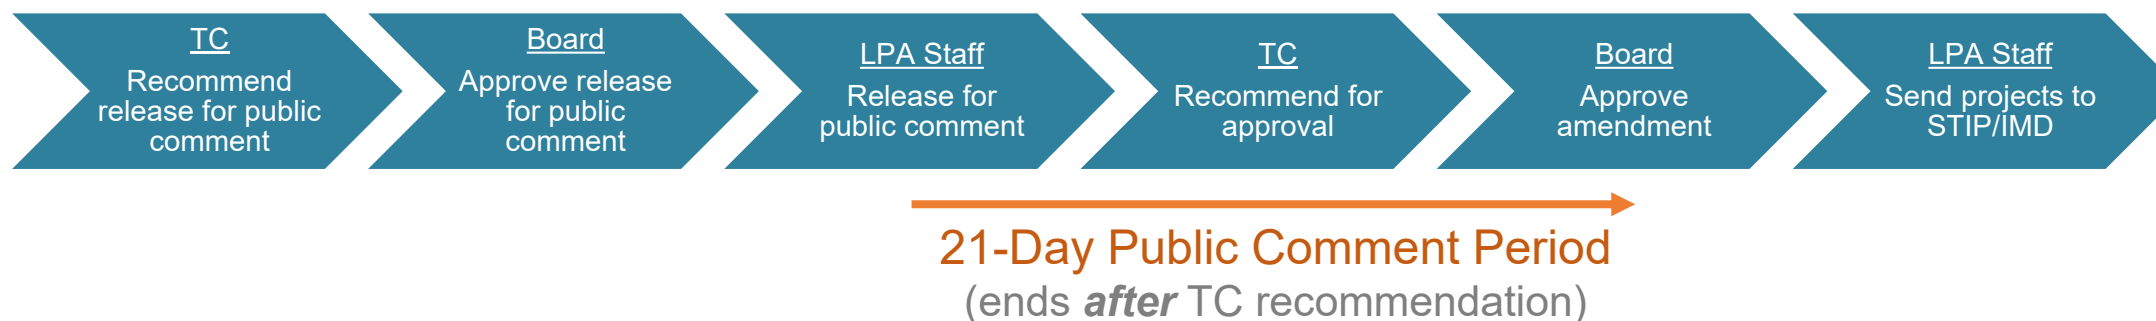 TC
Recommend
release for public
comment
Board
Approve release
for public
comment
LPA Staff
Release for
public comment
TC
Recommend for
approval
Board
Approve
amendment
LPA Staff
Send projects to
STIP/IMD
21-Day Public Comment Period
(ends after TC recommendation)